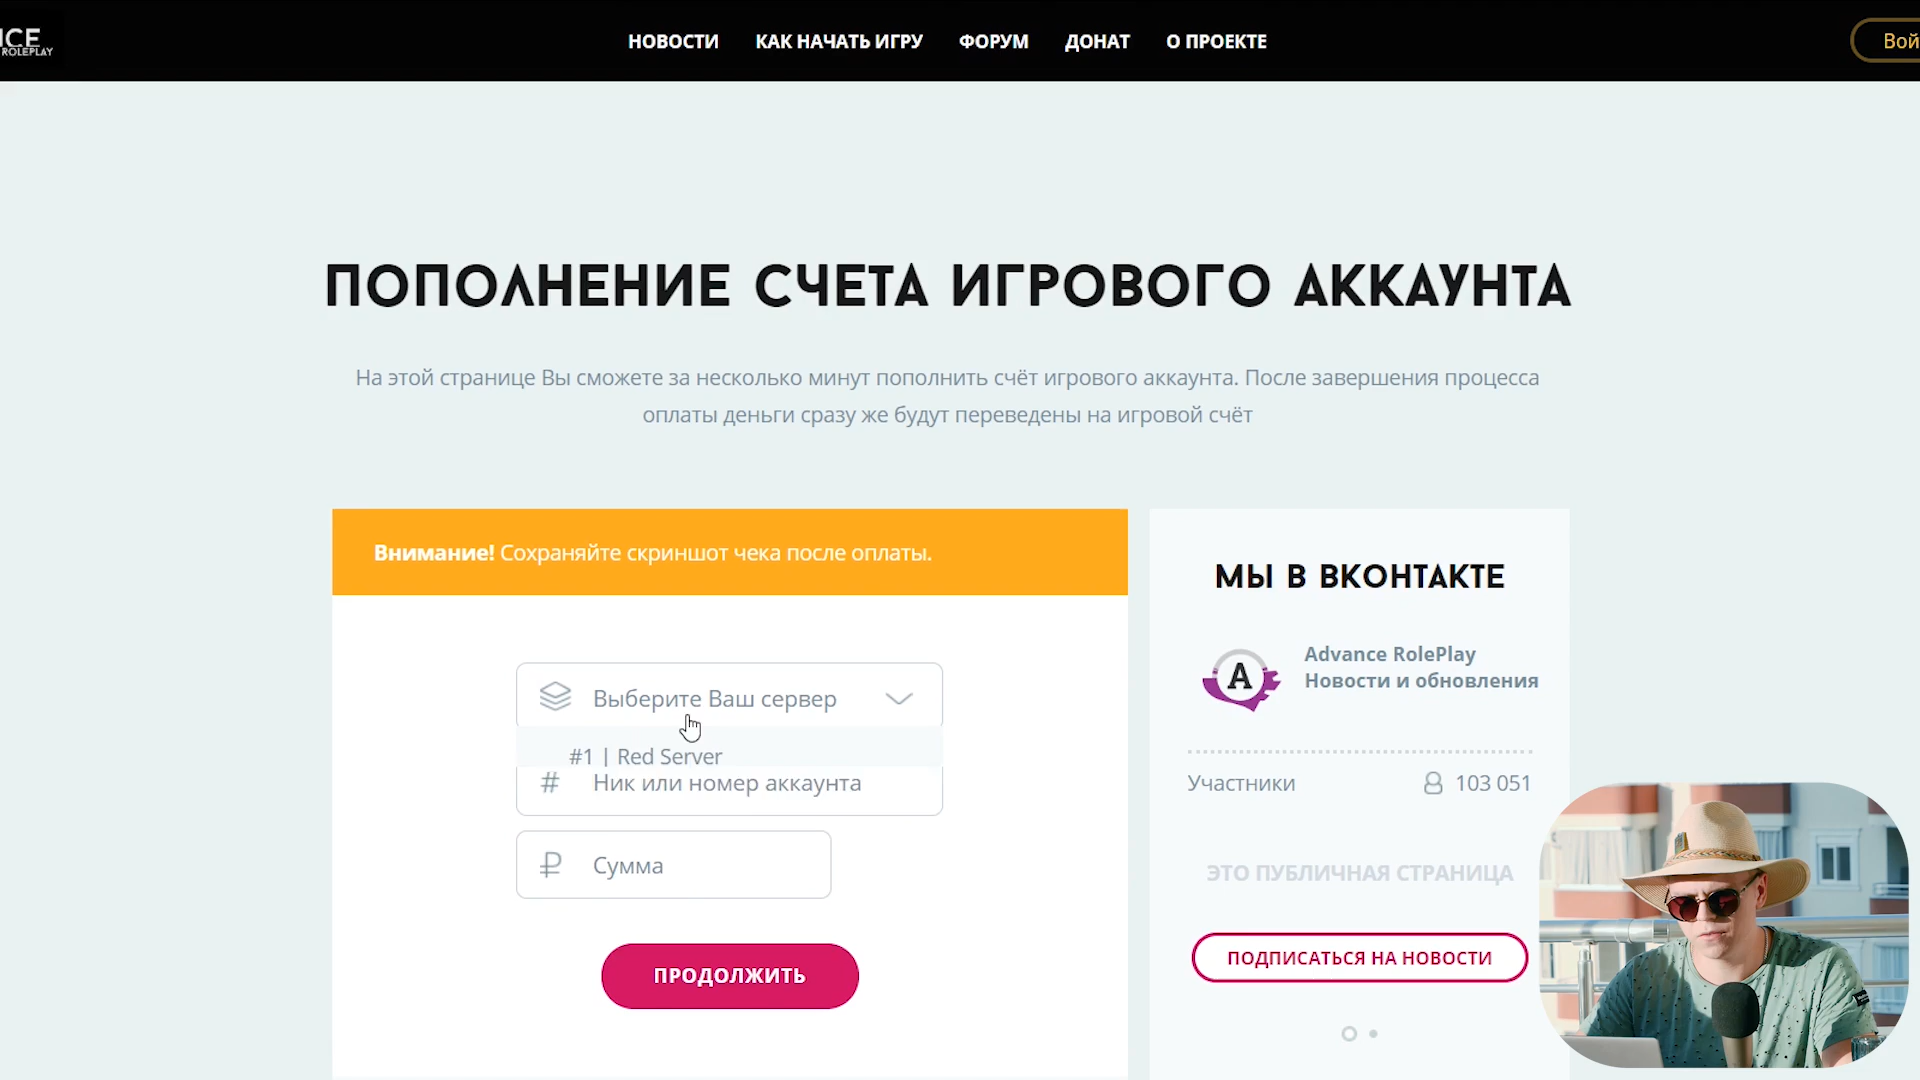 ICE
ROLEPLAY
НОВОСТИ
КАК НАЧАТЬ ИГРУ
ФОРУМ
ДОНАТ
О ПРОЕКТЕ
Вой
ПОПОЛНЕНИЕ СЧЕТА ИГРОВОГО АККАУНТА
На этой странице Вы сможете за несколько минут пополнить счёт игрового аккаунта. После завершения процесса
оплаты деньги сразу же будут переведены на игровой счёт
Внимание! Сохраняйте скриншот чека после оплаты.
Выберите Ваш сервер
#1 | Red Server
# Ник или номер аккаунта
₽ Сумма
ПРОДОЛЖИТЬ
МЫ В ВКОНТАКТЕ
A
Advance RolePlay
Новости и обновления
Участники
103 051
ЭТО ПУБЛИЧНАЯ СТРАНИЦА
ПОДПИСАТЬСЯ НА НОВОСТИ